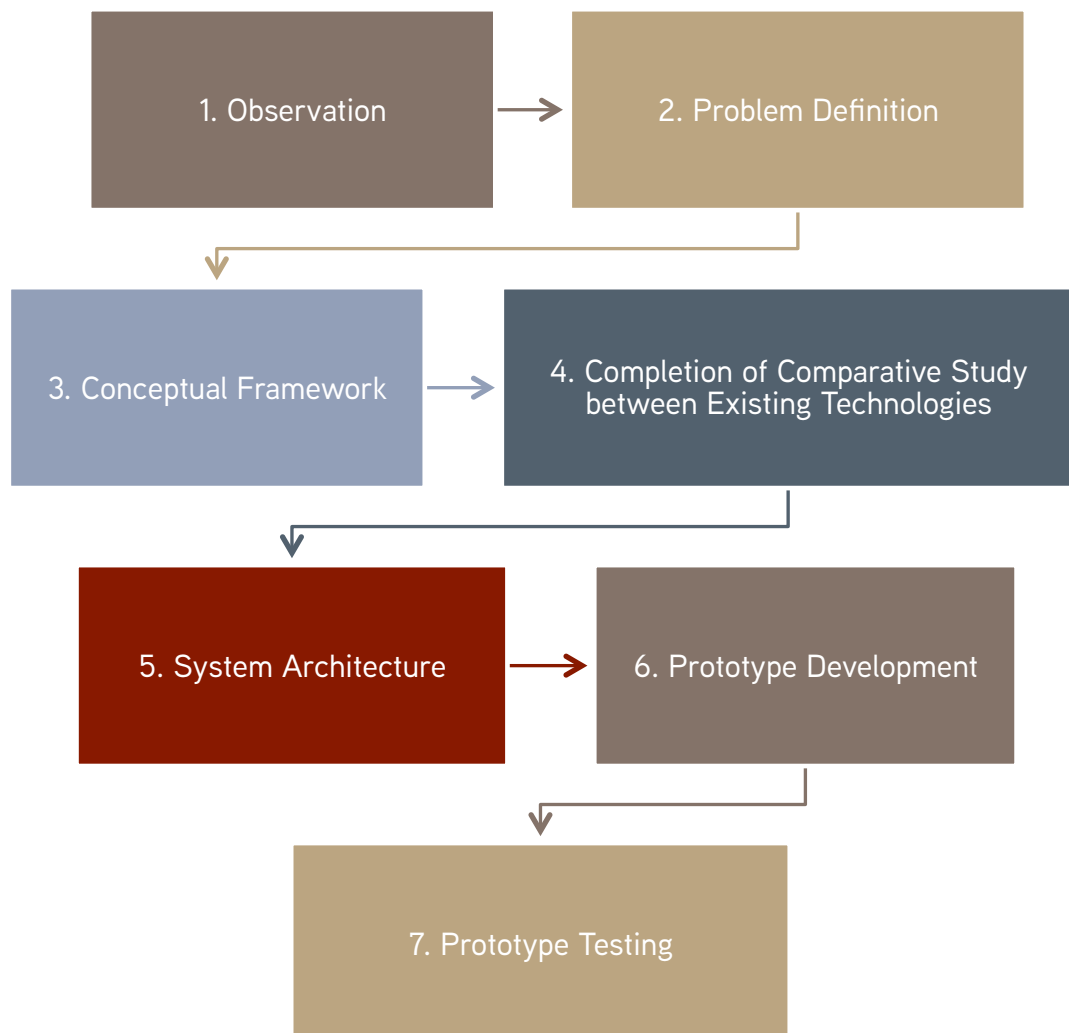 1. Observation
2. Problem Definition
3. Conceptual Framework
4. Completion of Comparative Study
between Existing Technologies
5. System Architecture
6. Prototype Development
7. Prototype Testing